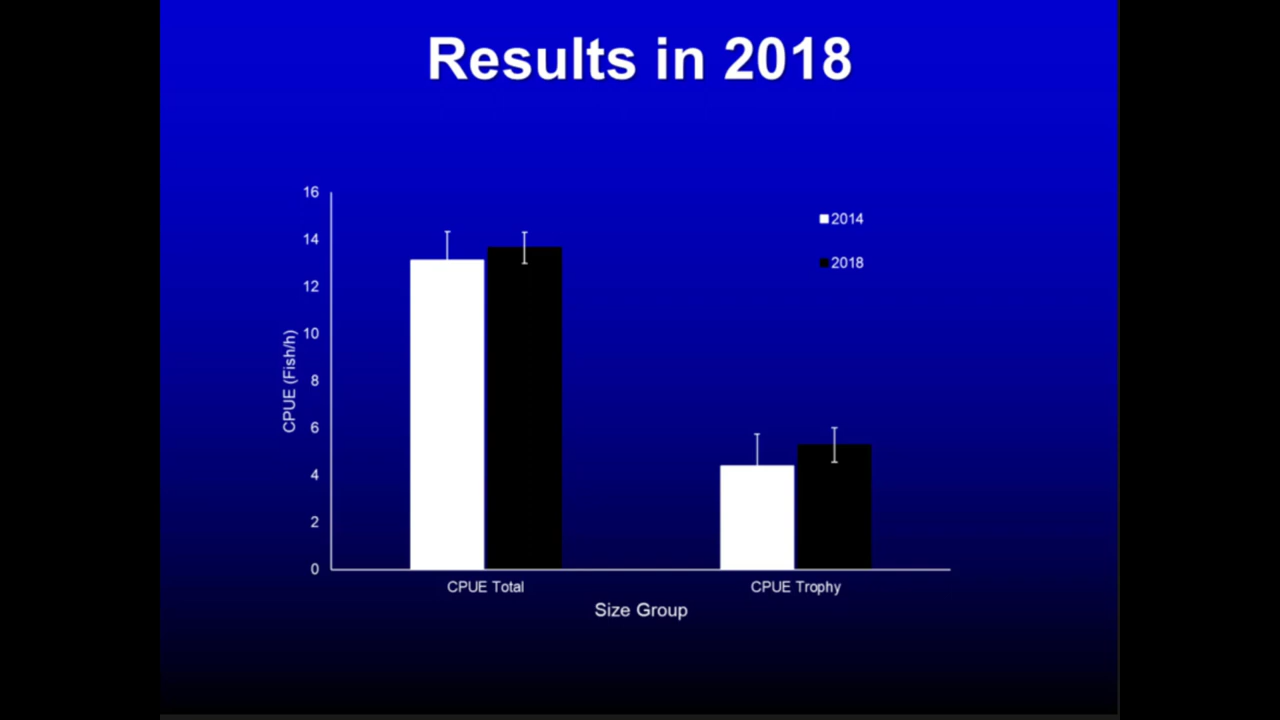 Results in 2018
16
14
12
10
8
6
4
2
0
CPUE (Fish/h)
2014
2018
CPUE Total
CPUE Trophy
Size Group